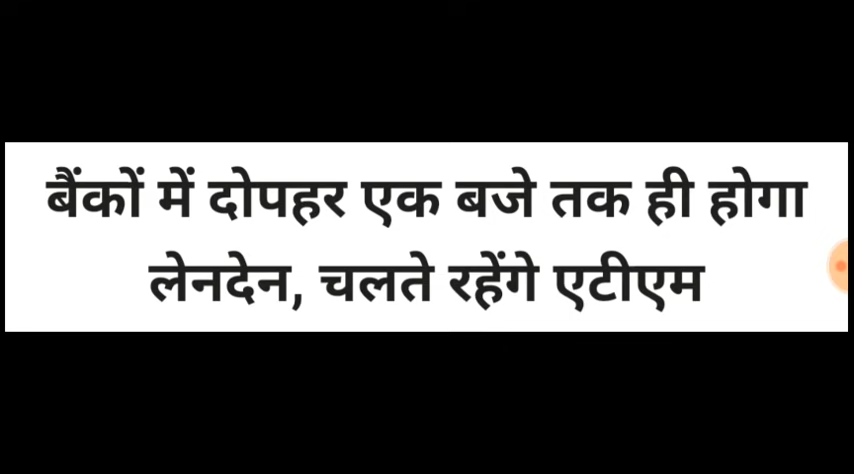 बैंकों में दोपहर एक बजे तक ही होगा
लेनदेन, चलते रहेंगे एटीएम